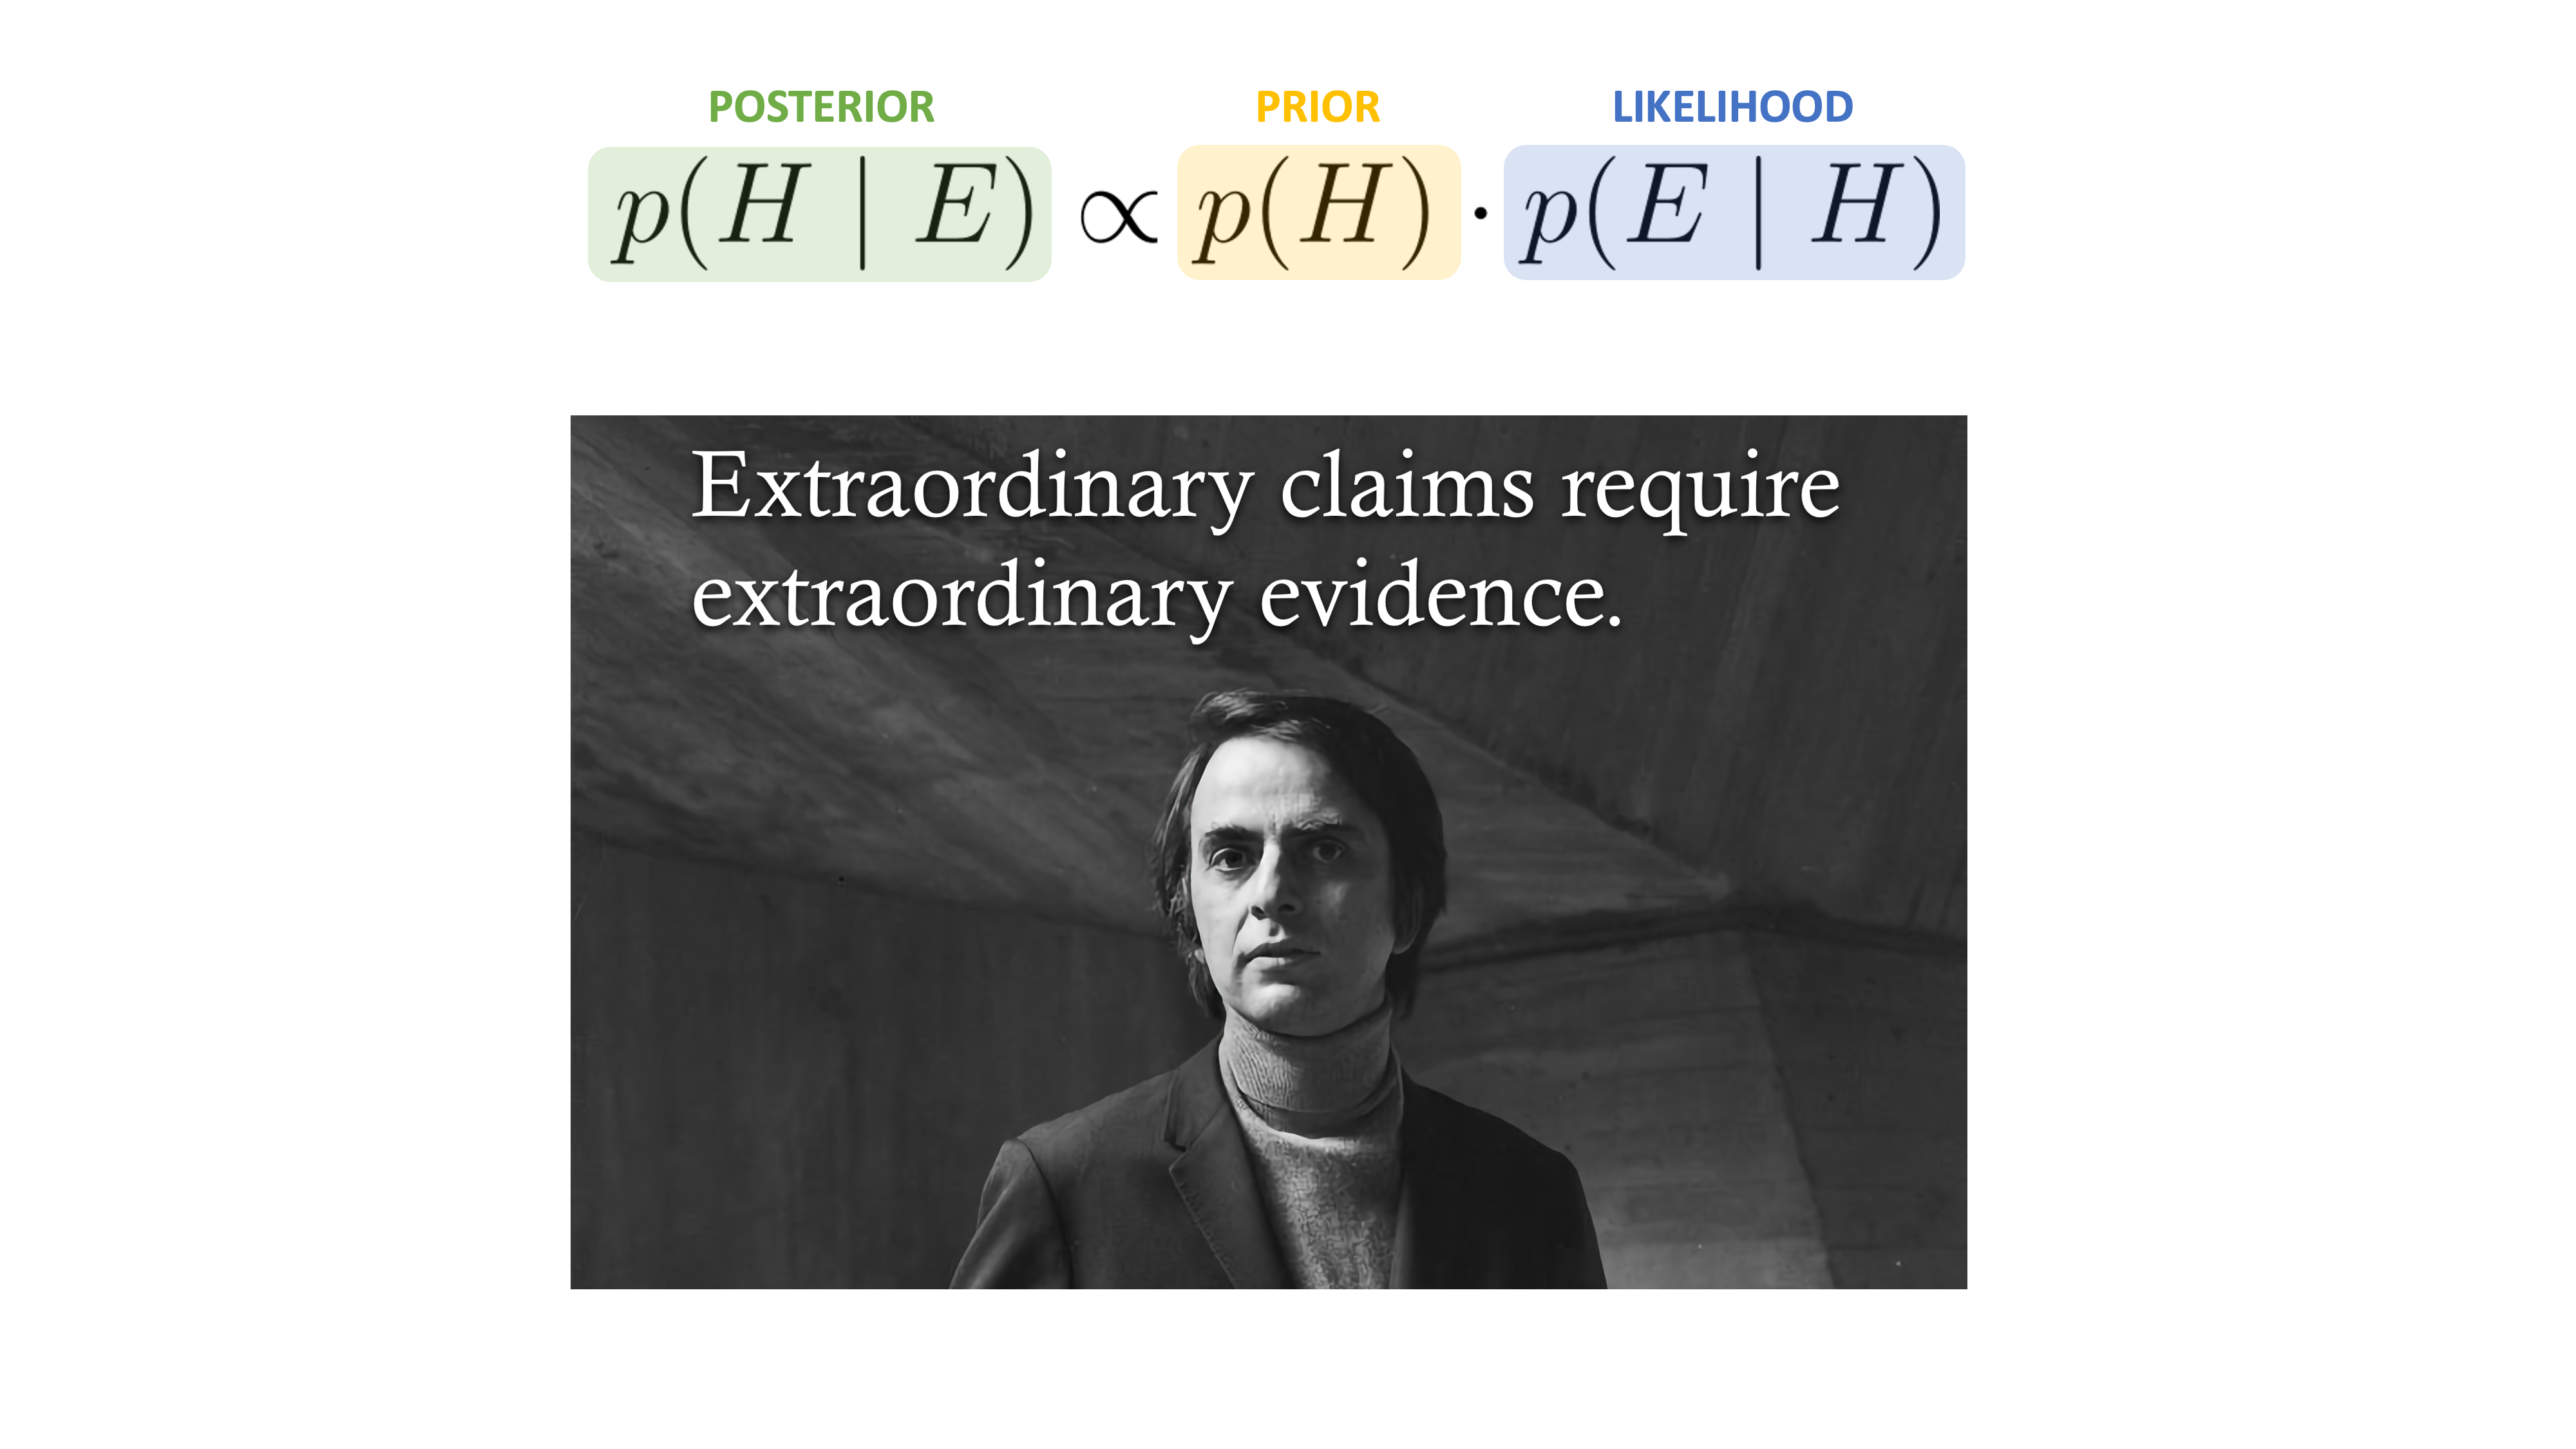 POSTERIOR PRIOR LIKELIHOOD
p(H | E) ∝ p(H) · p(E | H)
Extraordinary claims require
extraordinary evidence.